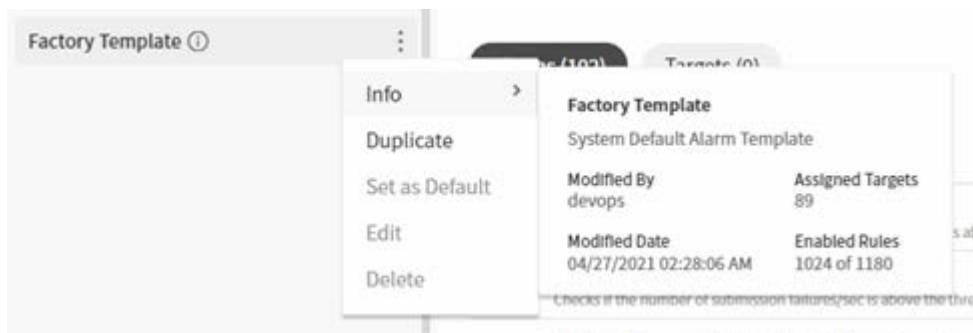 Factory Template
Targets (0)
Info
Duplicate
Set as Default
Edit
Delete
Factory Template
System Default Alarm Template
Modified By
devops
Assigned Targets
89
Modified Date
04/27/2021 02:28:06 AM
Enabled Rules
1024 of 1180
Checks if the number of submission failures/sec is above the